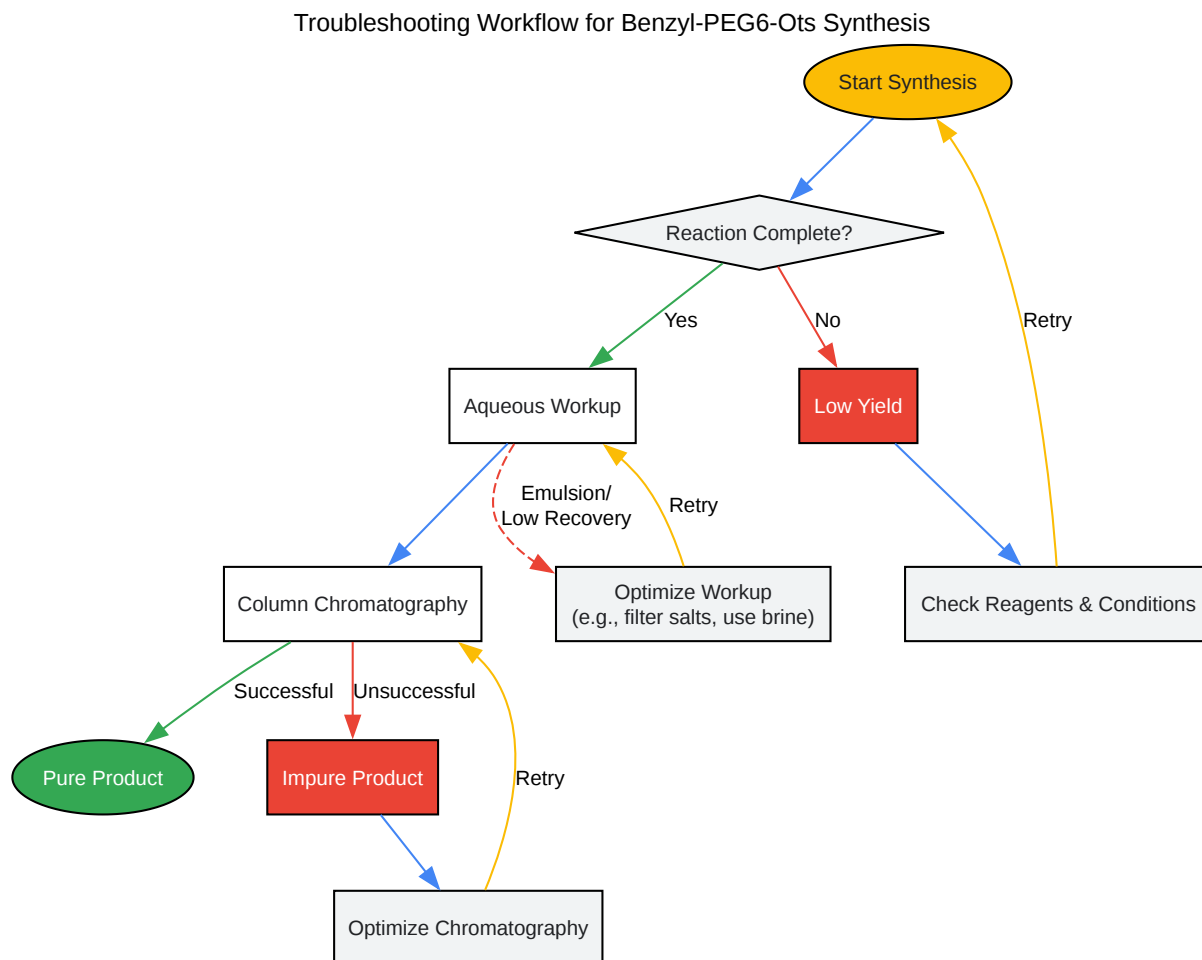 Troubleshooting Workflow for Benzyl-PEG6-Ots Synthesis
Start Synthesis
Reaction Complete?
Yes
No
Retry
Aqueous Workup
Low Yield
Emulsion/
Low Recovery
Retry
Column Chromatography
Optimize Workup
(e.g., filter salts, use brine)
Check Reagents & Conditions
Successful
Unsuccessful
Pure Product
Impure Product
Retry
Optimize Chromatography